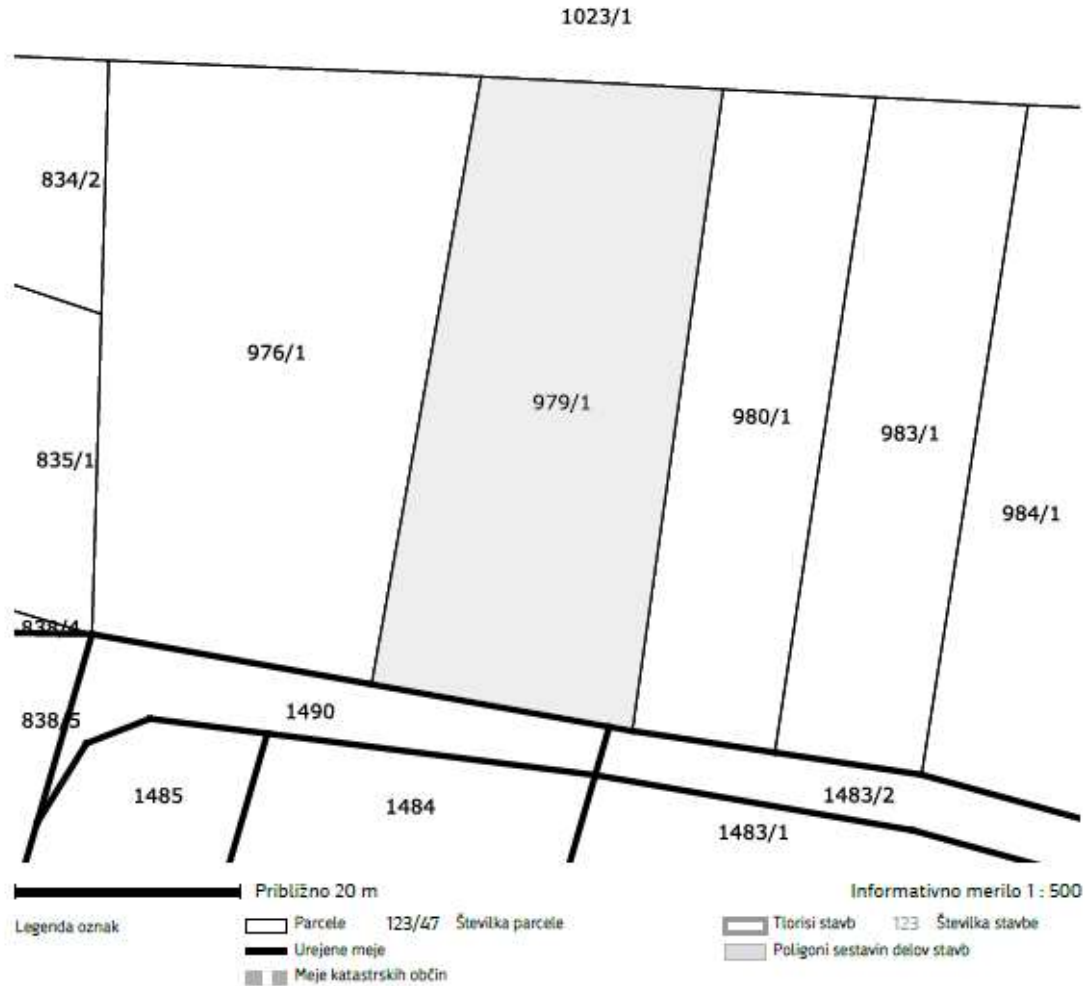 1023/1
834/2
976/1
979/1
980/1
983/1
835/1
984/1
838/4
838/5
1490
1485
1484
1483/2
1483/1
Približno 20 m
Informativno merilo 1 : 500
Legenda oznak
Parcele 123/47 Številka parcele
Urejene meje
Meje katastrskih občin
Tlorisi stavb 123 Številka stavbe
Poligoni sestavin delov stavb